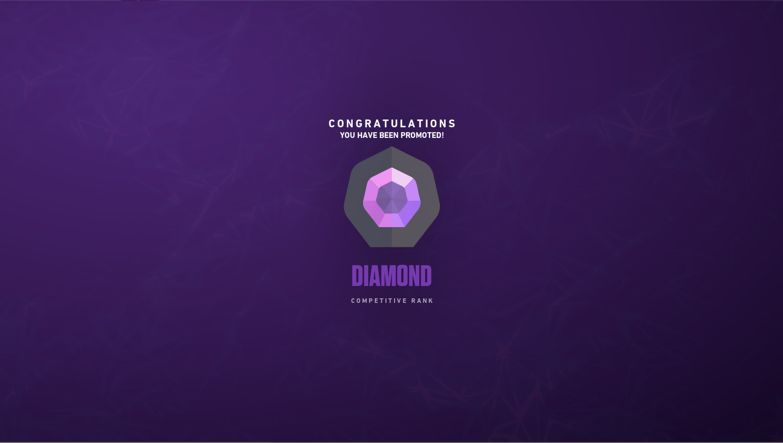 CONGRATULATIONS
YOU HAVE BEEN PROMOTED!
DIAMOND
COMPETITIVE RANK